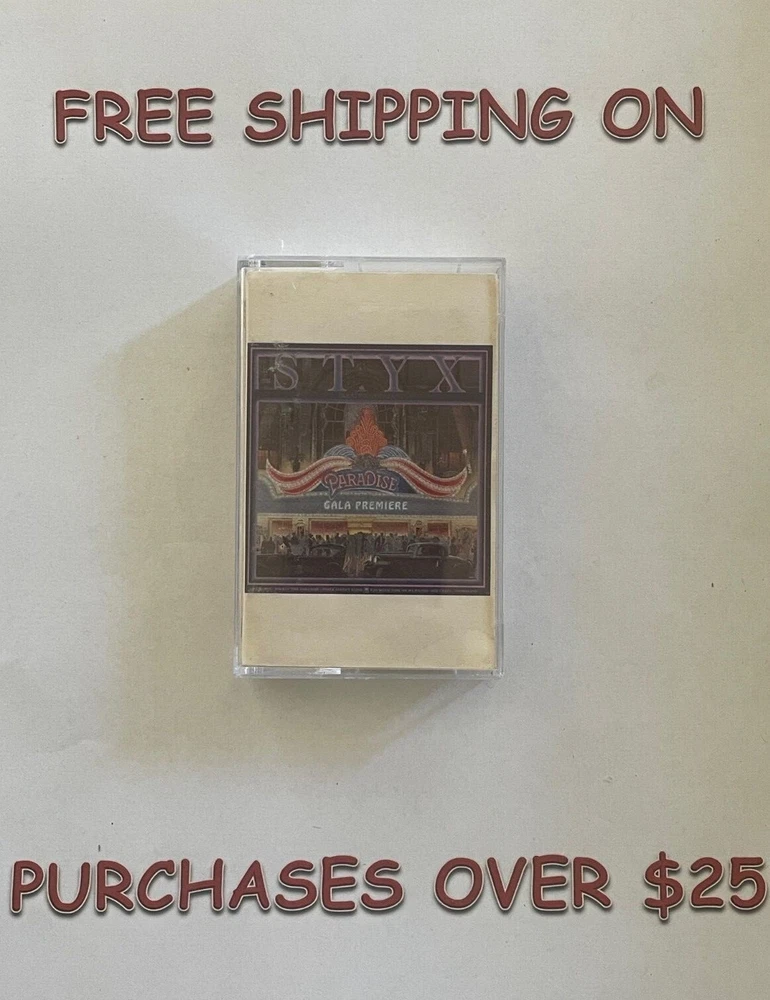 FREE SHIPPING ON
STYX
PARADISE
GALA PREMIERE
PURCHASES OVER $25